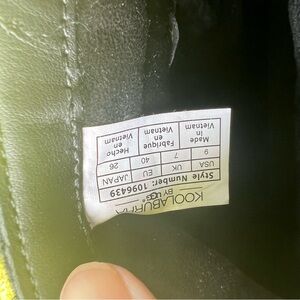 KOOLABURRA
BY UGG®
Style Number: 1096439
USA UK EU JAPAN
9 7 40 26
Made in Vietnam Fabriqué en Vietnam Hecho en Vietnam